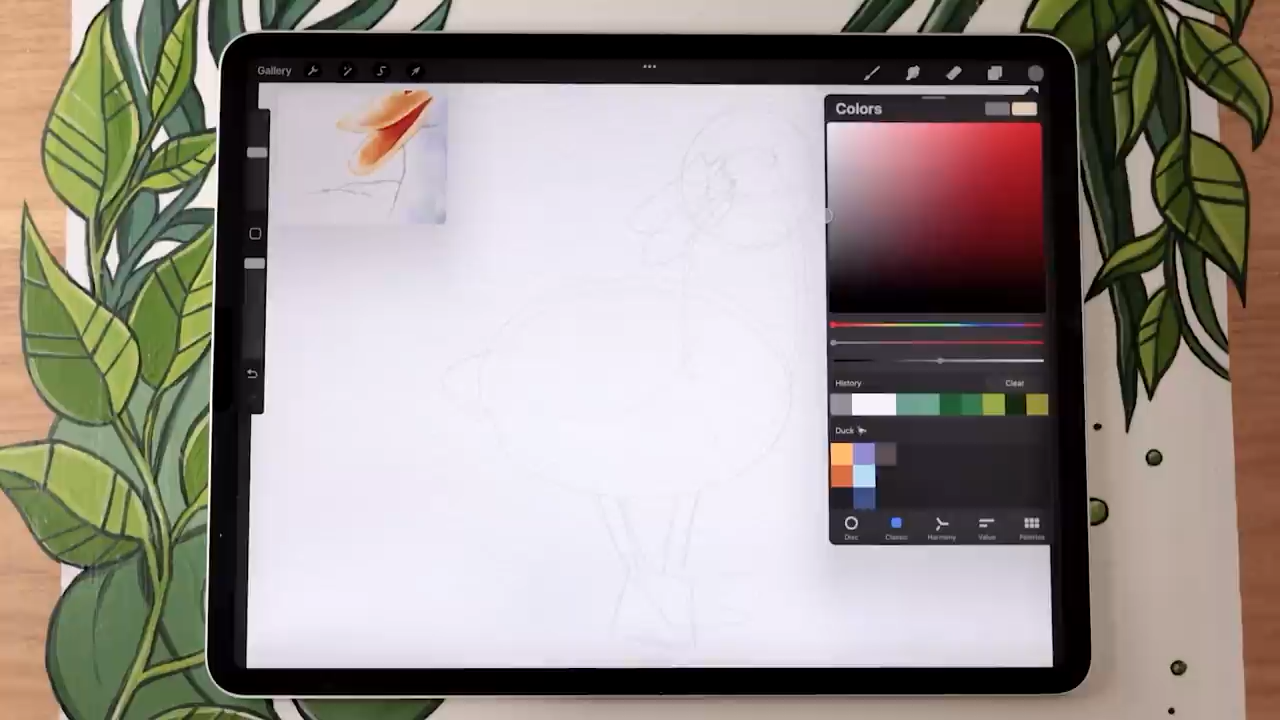 Gallery
Colors
History
Clear
Duck
Disc
Classic
Harmony
Value
Palettes